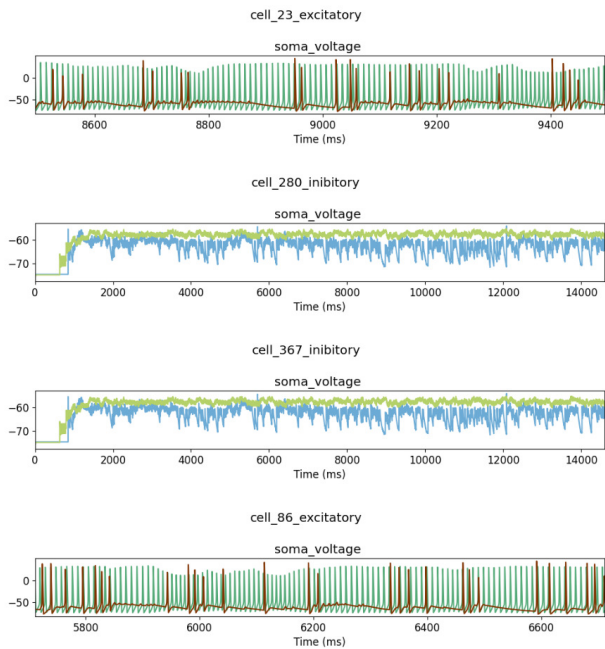 cell_23_excitatory
soma_voltage
0
−50
8600 8800 9000 9200 9400
Time (ms)
cell_280_inibitory
soma_voltage
−60
−70
0 2000 4000 6000 8000 10000 12000 14000
Time (ms)
cell_367_inibitory
soma_voltage
−60
−70
0 2000 4000 6000 8000 10000 12000 14000
Time (ms)
cell_86_excitatory
soma_voltage
0
−50
5800 6000 6200 6400 6600
Time (ms)